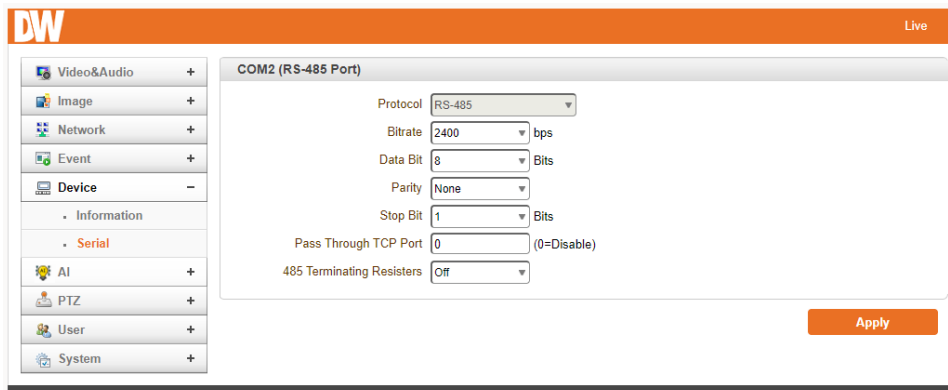 DW
Live
Video&Audio +
Image +
Network +
Event +
Device −
Information
Serial
AI +
PTZ +
User +
System +
COM2 (RS-485 Port)
Protocol RS-485
Bitrate 2400 bps
Data Bit 8 Bits
Parity None
Stop Bit 1 Bits
Pass Through TCP Port 0 (0=Disable)
485 Terminating Resisters Off
Apply